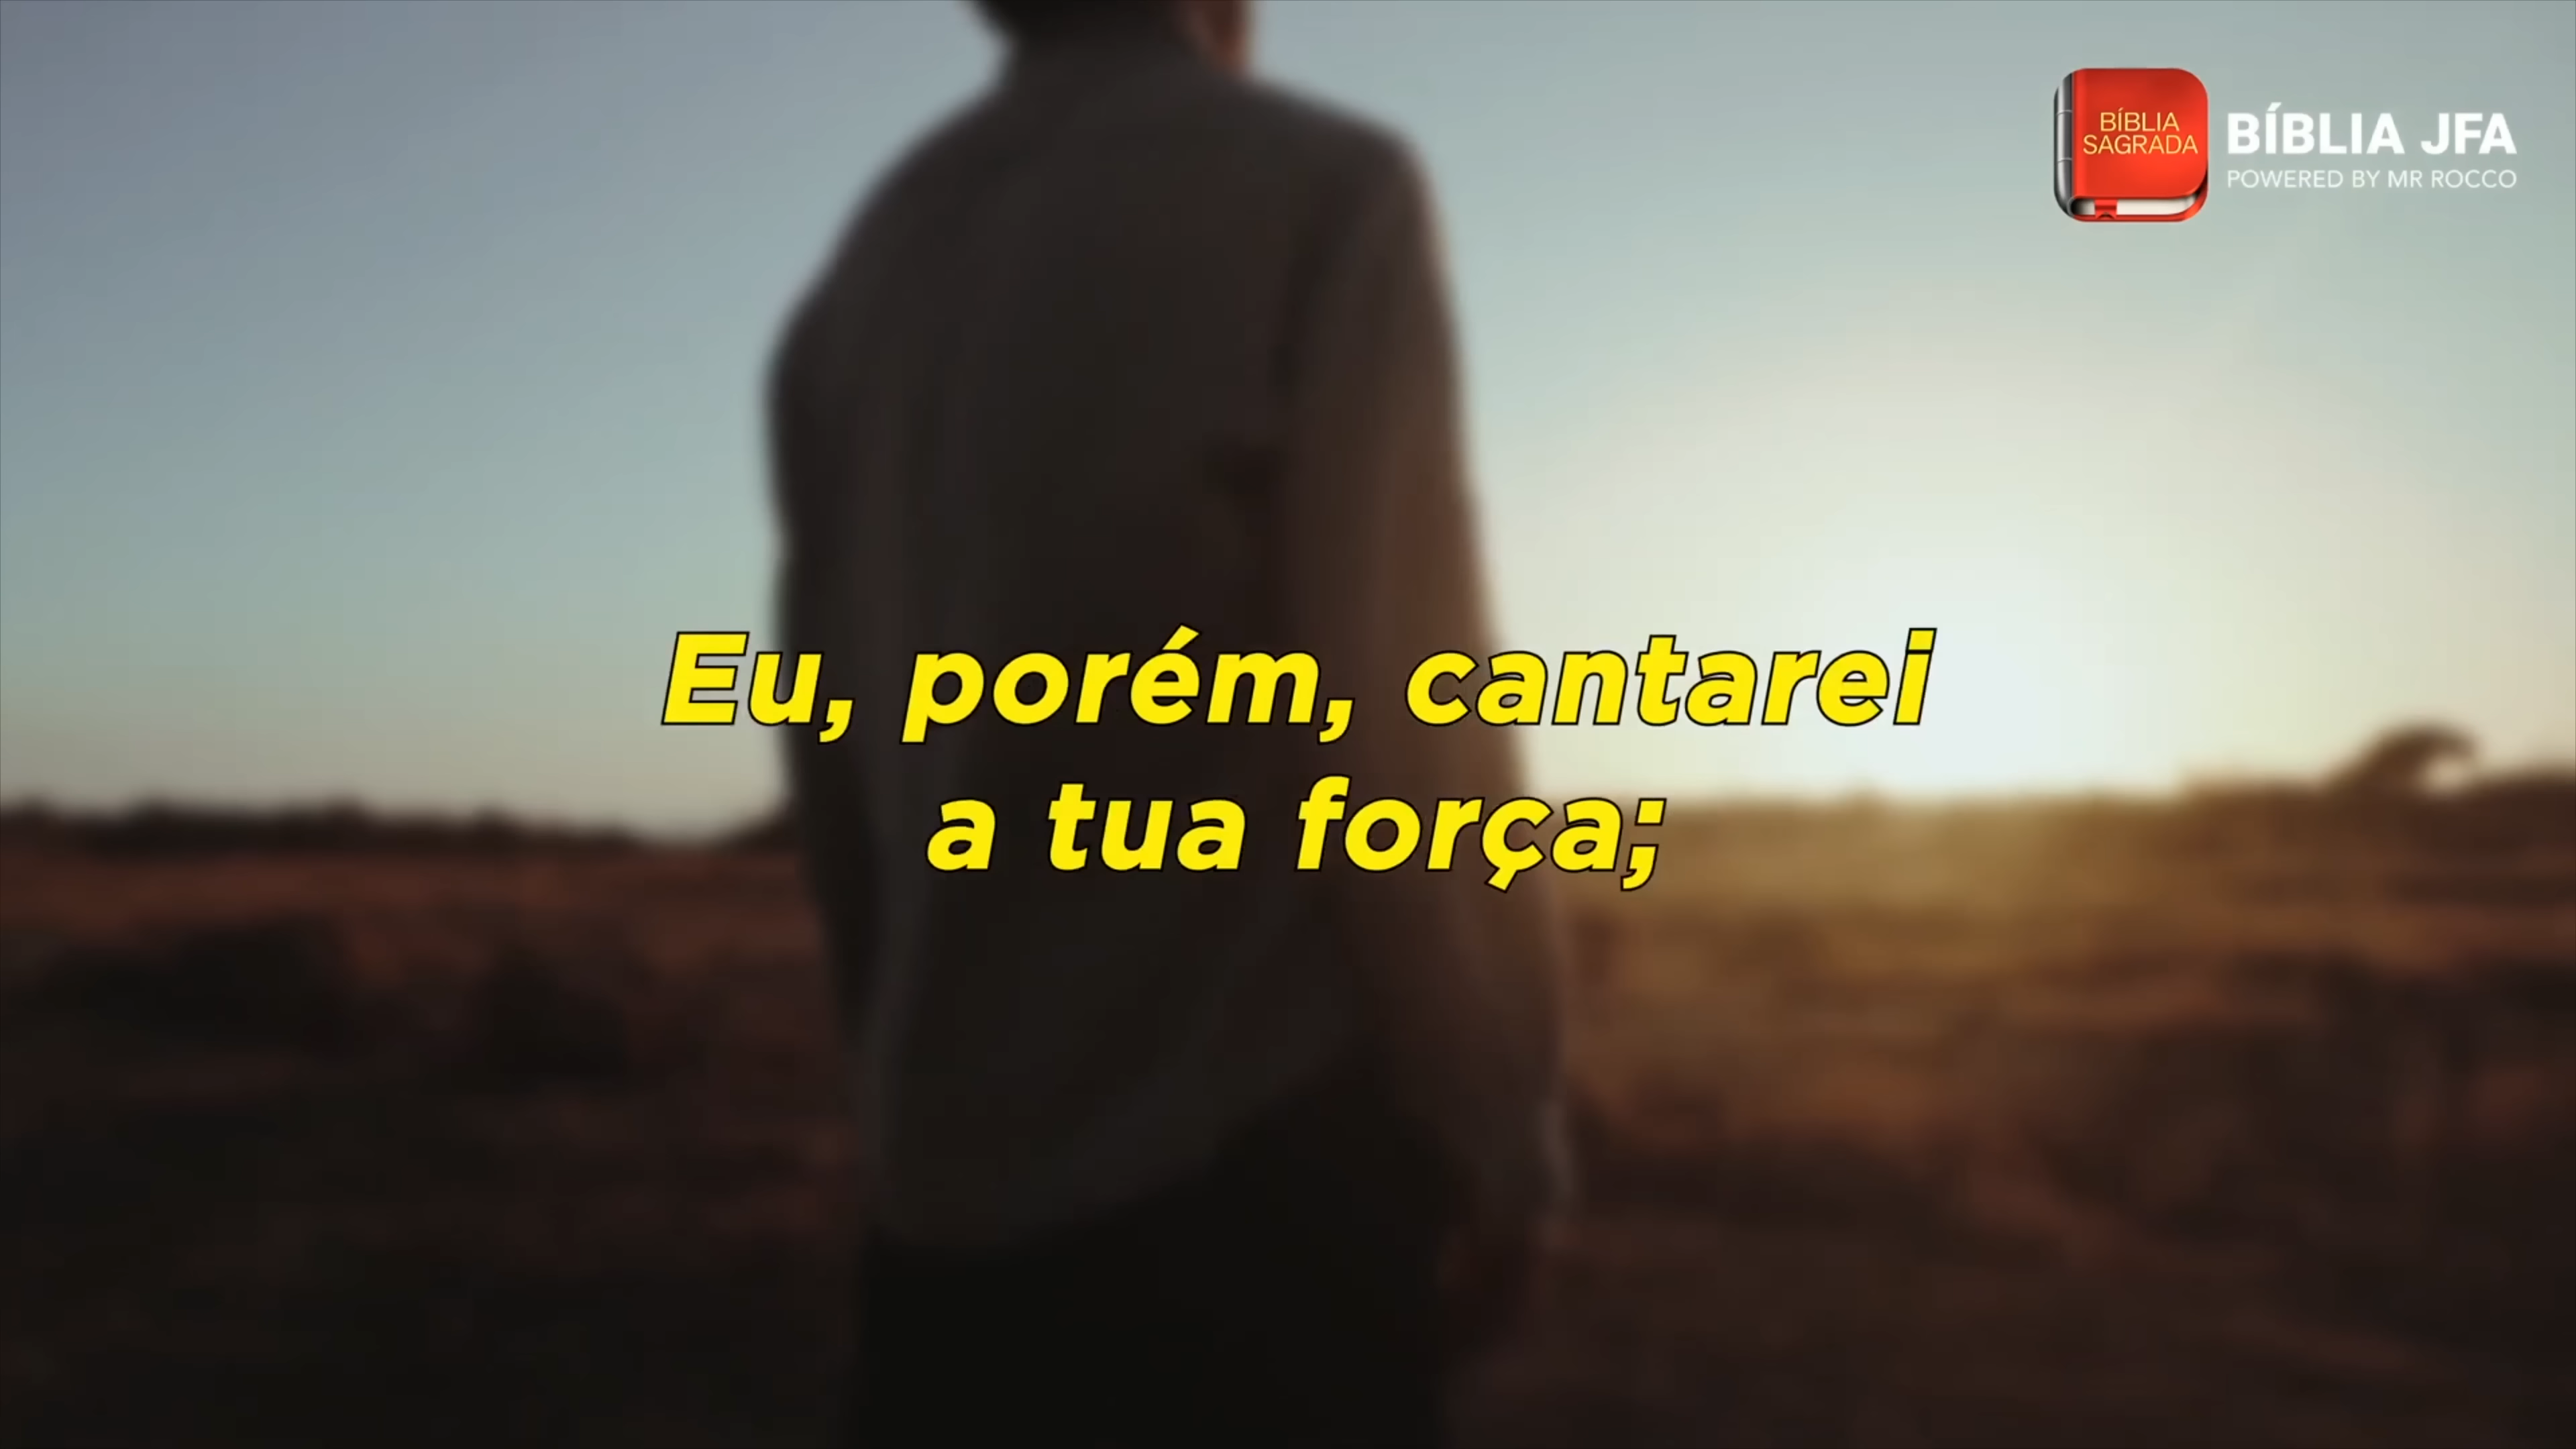 BÍBLIA
SAGRADA
BÍBLIA JFA
POWERED BY MR ROCCO
Eu, porém, cantarei
a tua força;